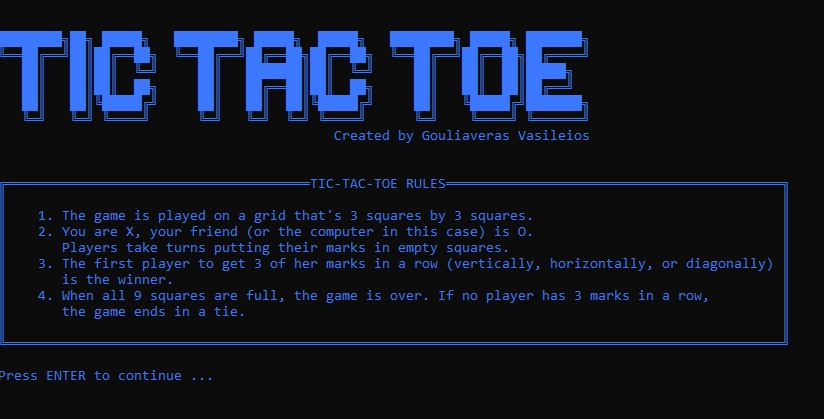 TIC TAC TOE
Created by Gouliaveras Vasileios
TIC-TAC-TOE RULES
1. The game is played on a grid that's 3 squares by 3 squares.
2. You are X, your friend (or the computer in this case) is O.
Players take turns putting their marks in empty squares.
3. The first player to get 3 of her marks in a row (vertically, horizontally, or diagonally)
is the winner.
4. When all 9 squares are full, the game is over. If no player has 3 marks in a row,
the game ends in a tie.
Press ENTER to continue ...